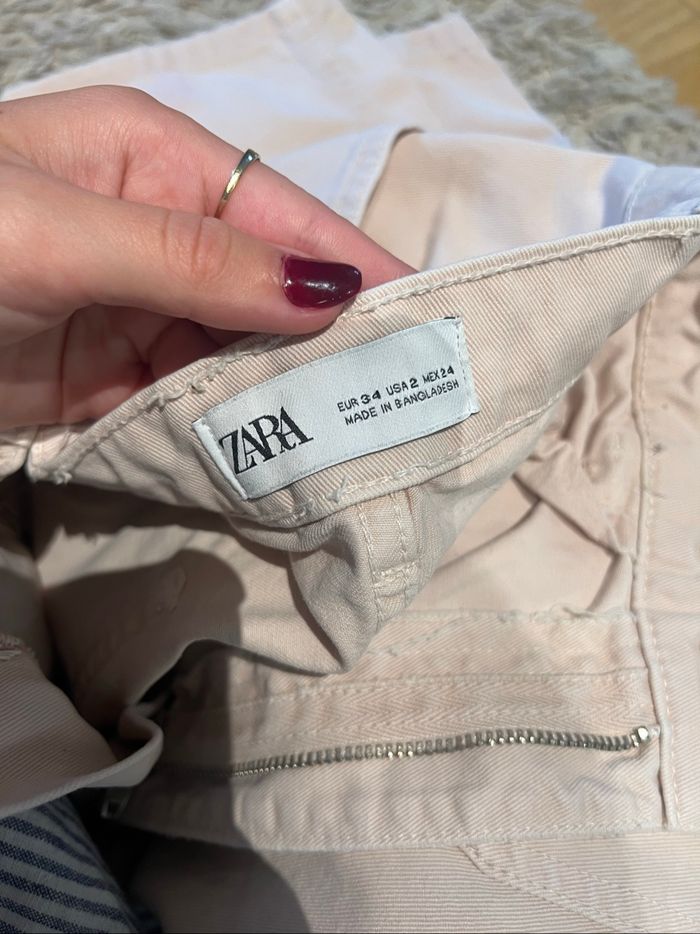 ZARA
EUR 34 USA 2 MEX 24
MADE IN BANGLADESH